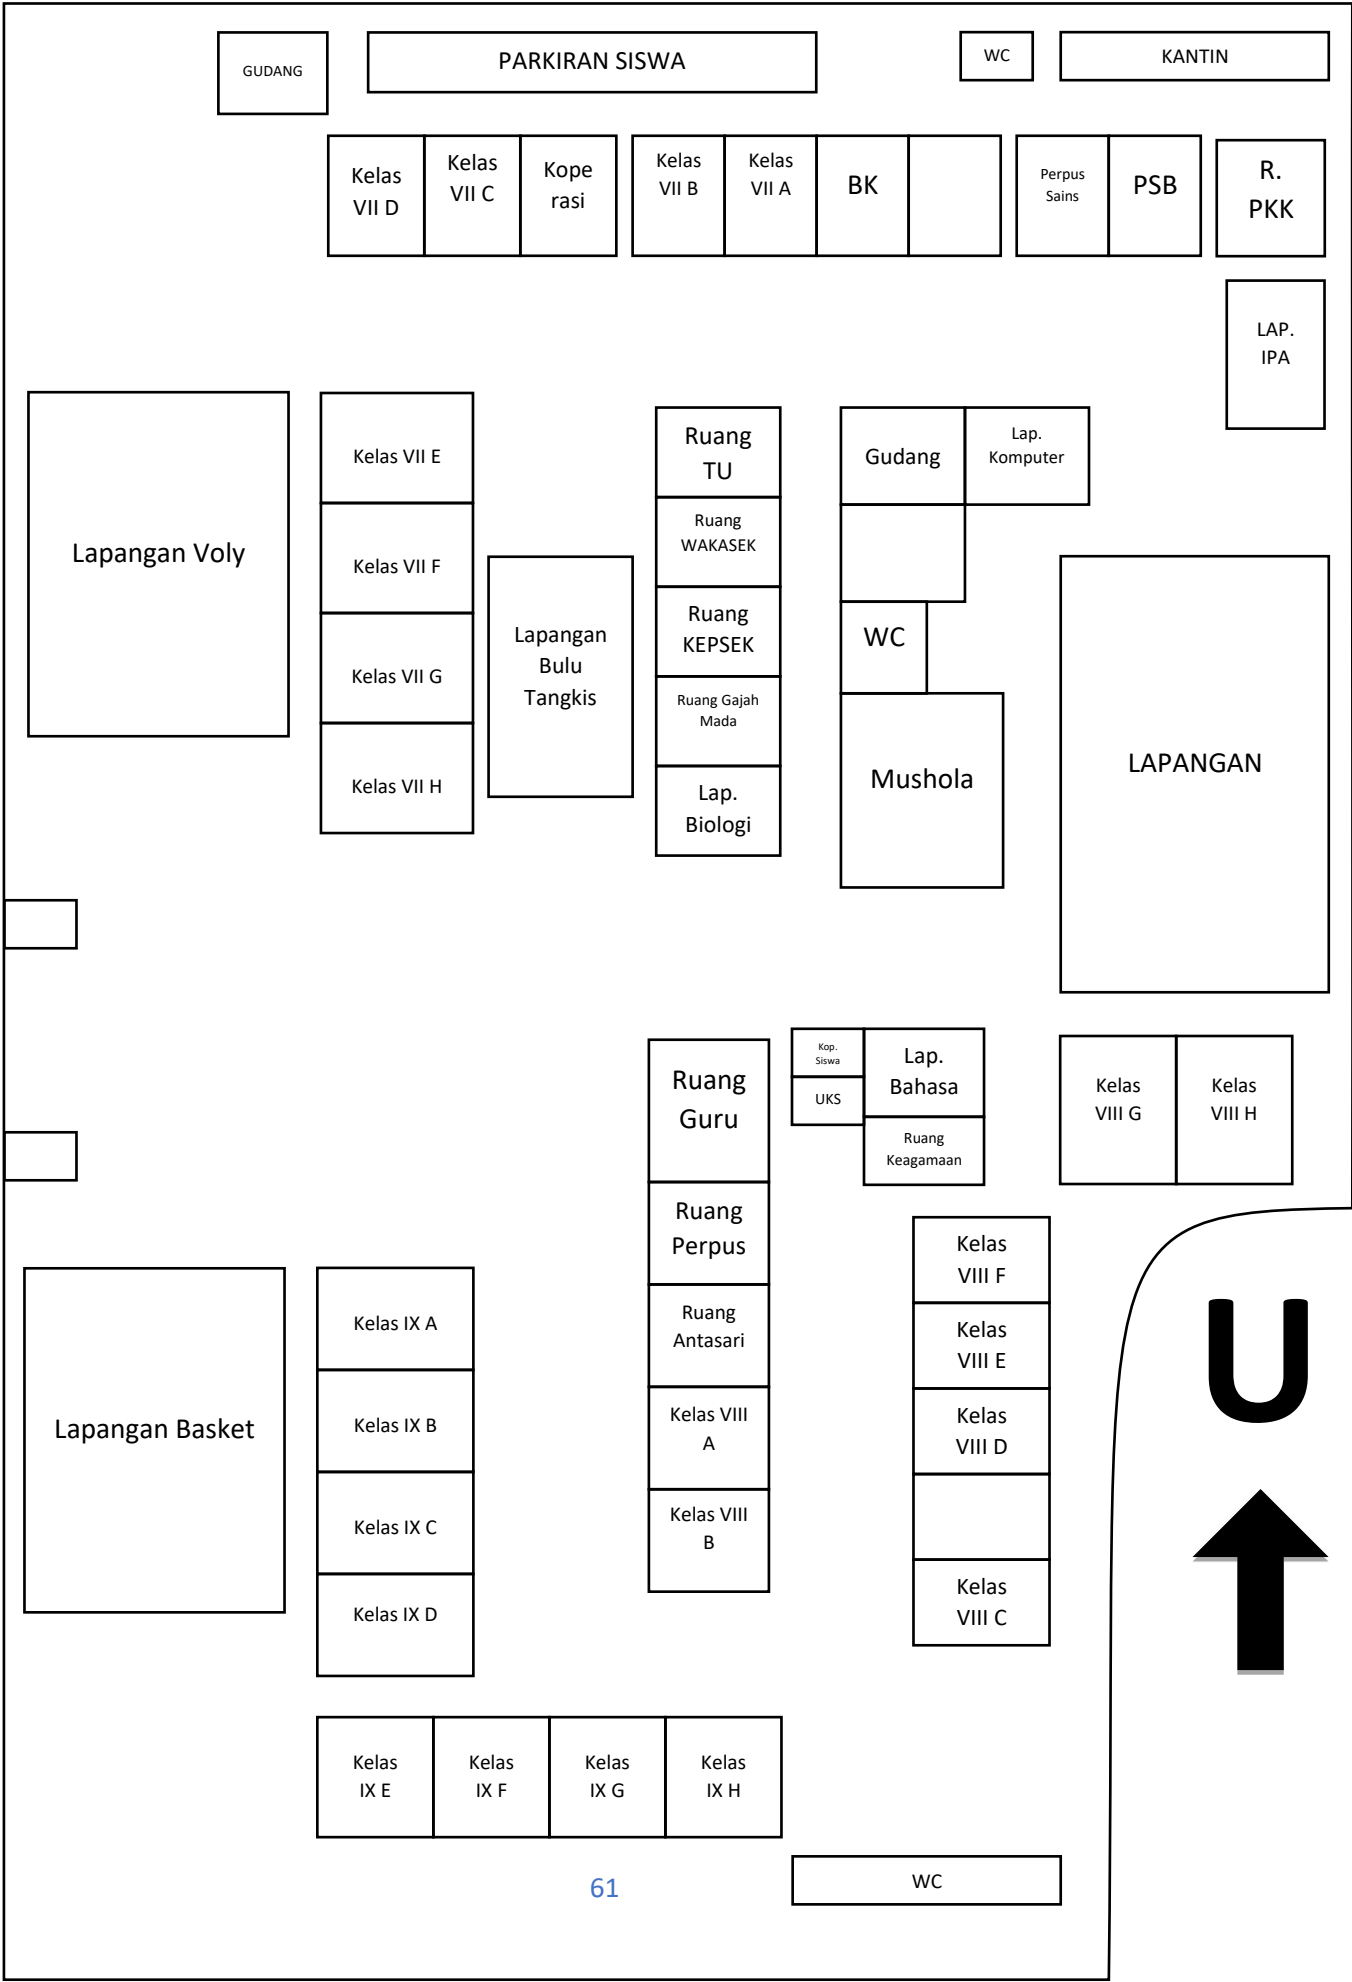 GUDANG
PARKIRAN SISWA
WC
KANTIN
Kelas
VII D
Kelas
VII C
Kope
rasi
Kelas
VII B
Kelas
VII A
BK
Perpus
Sains
PSB
R.
PKK
LAP.
IPA
Lapangan Voly
Kelas VII E
Kelas VII F
Kelas VII G
Kelas VII H
Lapangan
Bulu
Tangkis
Ruang
TU
Ruang
WAKASEK
Ruang
KEPSEK
Ruang Gajah
Mada
Lap.
Biologi
Gudang
Lap.
Komputer
WC
Mushola
LAPANGAN
Ruang
Guru
Ruang
Perpus
Ruang
Antasari
Kelas VIII
A
Kelas VIII
B
Kop.
Siswa
UKS
Lap.
Bahasa
Ruang
Keagamaan
Kelas
VIII G
Kelas
VIII H
Kelas
VIII F
Kelas
VIII E
Kelas
VIII D
Kelas
VIII C
U
Lapangan Basket
Kelas IX A
Kelas IX B
Kelas IX C
Kelas IX D
Kelas
IX E
Kelas
IX F
Kelas
IX G
Kelas
IX H
WC
61